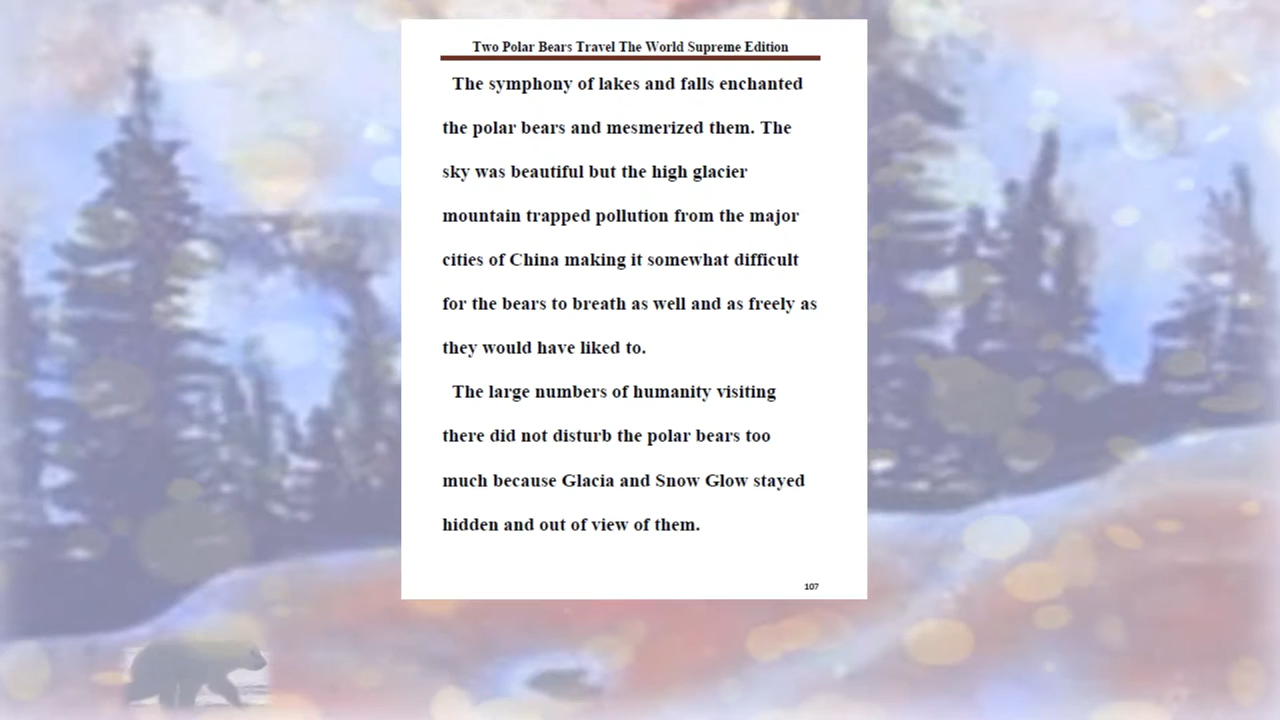 Two Polar Bears Travel The World Supreme Edition
The symphony of lakes and falls enchanted
the polar bears and mesmerized them. The
sky was beautiful but the high glacier
mountain trapped pollution from the major
cities of China making it somewhat difficult
for the bears to breath as well and as freely as
they would have liked to.
The large numbers of humanity visiting
there did not disturb the polar bears too
much because Glacia and Snow Glow stayed
hidden and out of view of them.
107